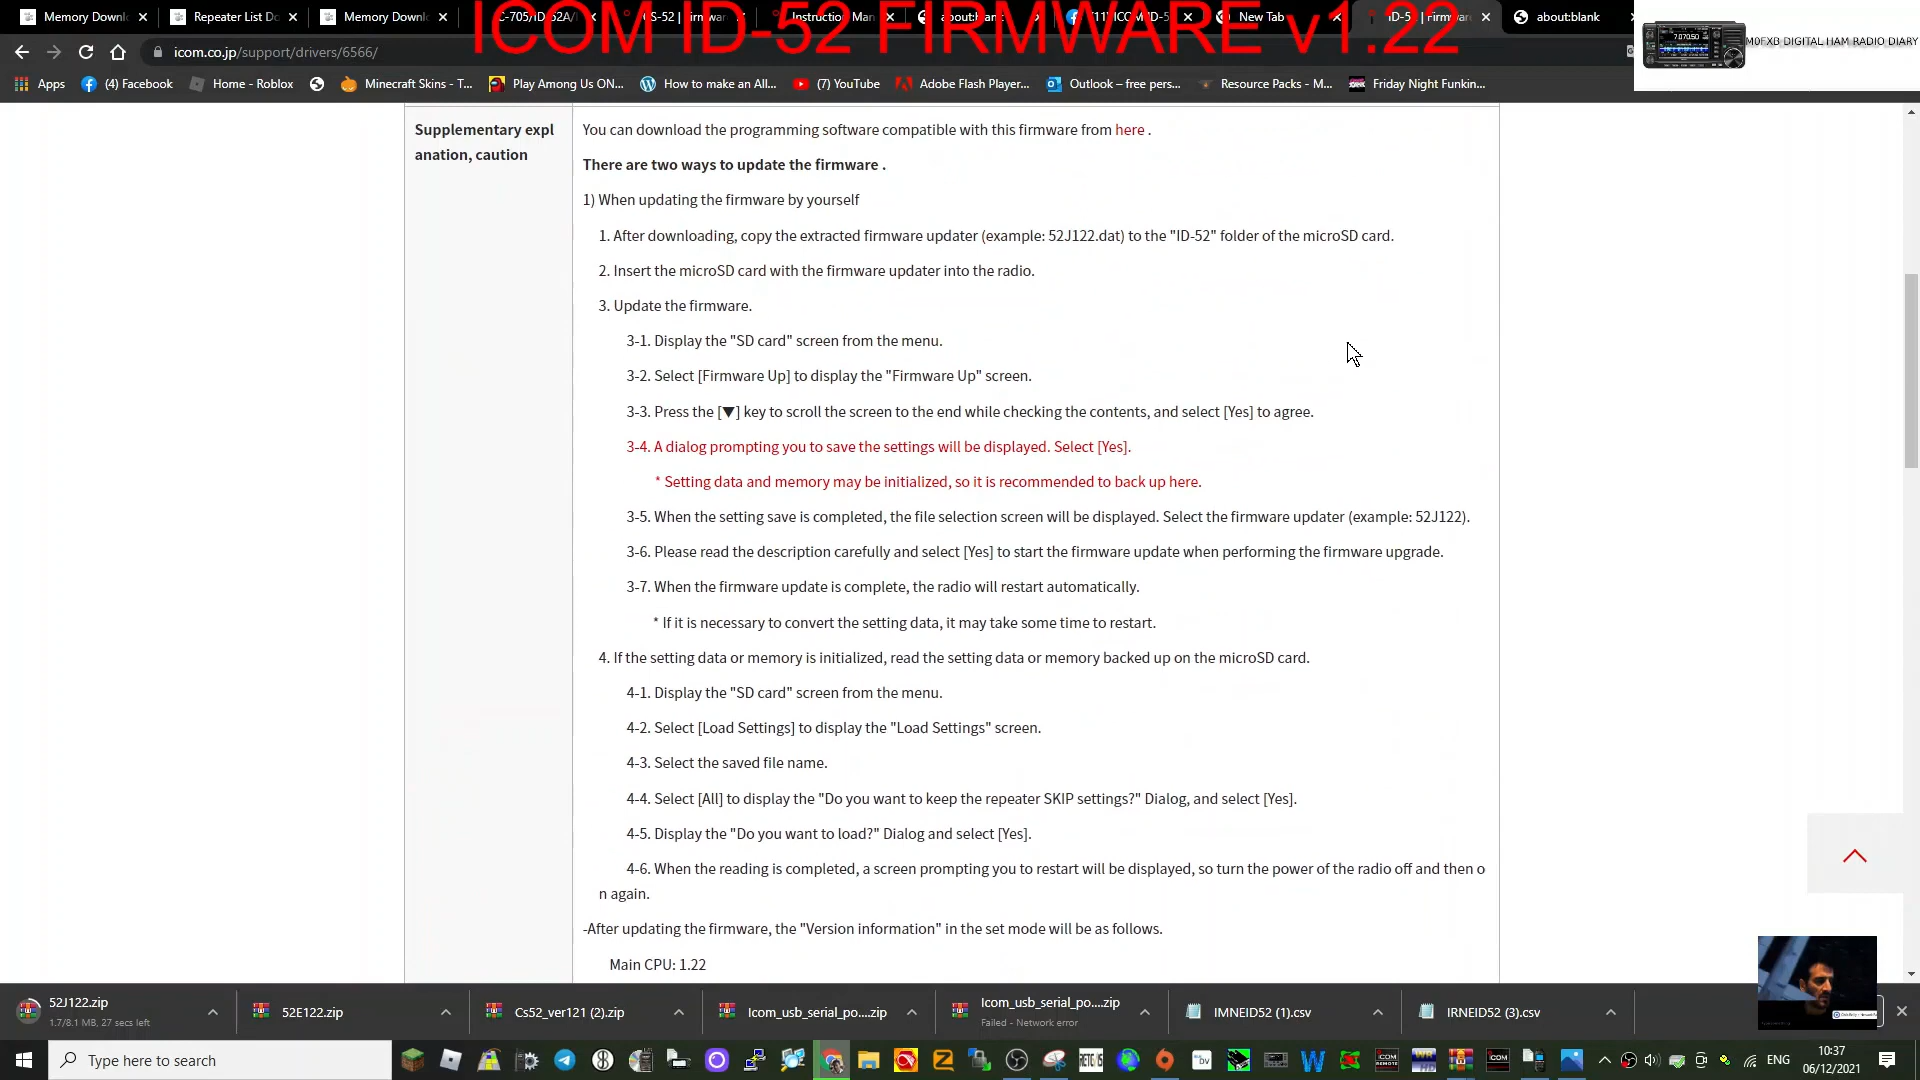 ICOM ID-52 FIRMWARE v1.22
Memory Downl
Repeater List Do
Memory Downl
about:blank
New Tab
ID-52 | Firmware
about:blank
icom.co.jp/support/drivers/6566/
M0FXB DIGITAL HAM RADIO DIARY
Apps
(4) Facebook
Home - Roblox
Minecraft Skins - T...
Play Among Us ON...
How to make an All...
(7) YouTube
Adobe Flash Player...
Outlook – free pers...
Resource Packs - M...
Friday Night Funkin...
Supplementary expl
anation, caution
You can download the programming software compatible with this firmware from here .
There are two ways to update the firmware .
1) When updating the firmware by yourself
1. After downloading, copy the extracted firmware updater (example: 52J122.dat) to the "ID-52" folder of the microSD card.
2. Insert the microSD card with the firmware updater into the radio.
3. Update the firmware.
3-1. Display the "SD card" screen from the menu.
3-2. Select [Firmware Up] to display the "Firmware Up" screen.
3-3. Press the [▼] key to scroll the screen to the end while checking the contents, and select [Yes] to agree.
3-4. A dialog prompting you to save the settings will be displayed. Select [Yes].
* Setting data and memory may be initialized, so it is recommended to back up here.
3-5. When the setting save is completed, the file selection screen will be displayed. Select the firmware updater (example: 52J122).
3-6. Please read the description carefully and select [Yes] to start the firmware update when performing the firmware upgrade.
3-7. When the firmware update is complete, the radio will restart automatically.
* If it is necessary to convert the setting data, it may take some time to restart.
4. If the setting data or memory is initialized, read the setting data or memory backed up on the microSD card.
4-1. Display the "SD card" screen from the menu.
4-2. Select [Load Settings] to display the "Load Settings" screen.
4-3. Select the saved file name.
4-4. Select [All] to display the "Do you want to keep the repeater SKIP settings?" Dialog, and select [Yes].
4-5. Display the "Do you want to load?" Dialog and select [Yes].
4-6. When the reading is completed, a screen prompting you to restart will be displayed, so turn the power of the radio off and then o
n again.
-After updating the firmware, the "Version information" in the set mode will be as follows.
Main CPU: 1.22
52J122.zip
1.7/8.1 MB, 27 secs left
52E122.zip
Cs52_ver121 (2).zip
Icom_usb_serial_po....zip
Icom_usb_serial_po....zip
Failed - Network error
IMNEID52 (1).csv
IRNEID52 (3).csv
Type here to search
ENG
10:37
06/12/2021